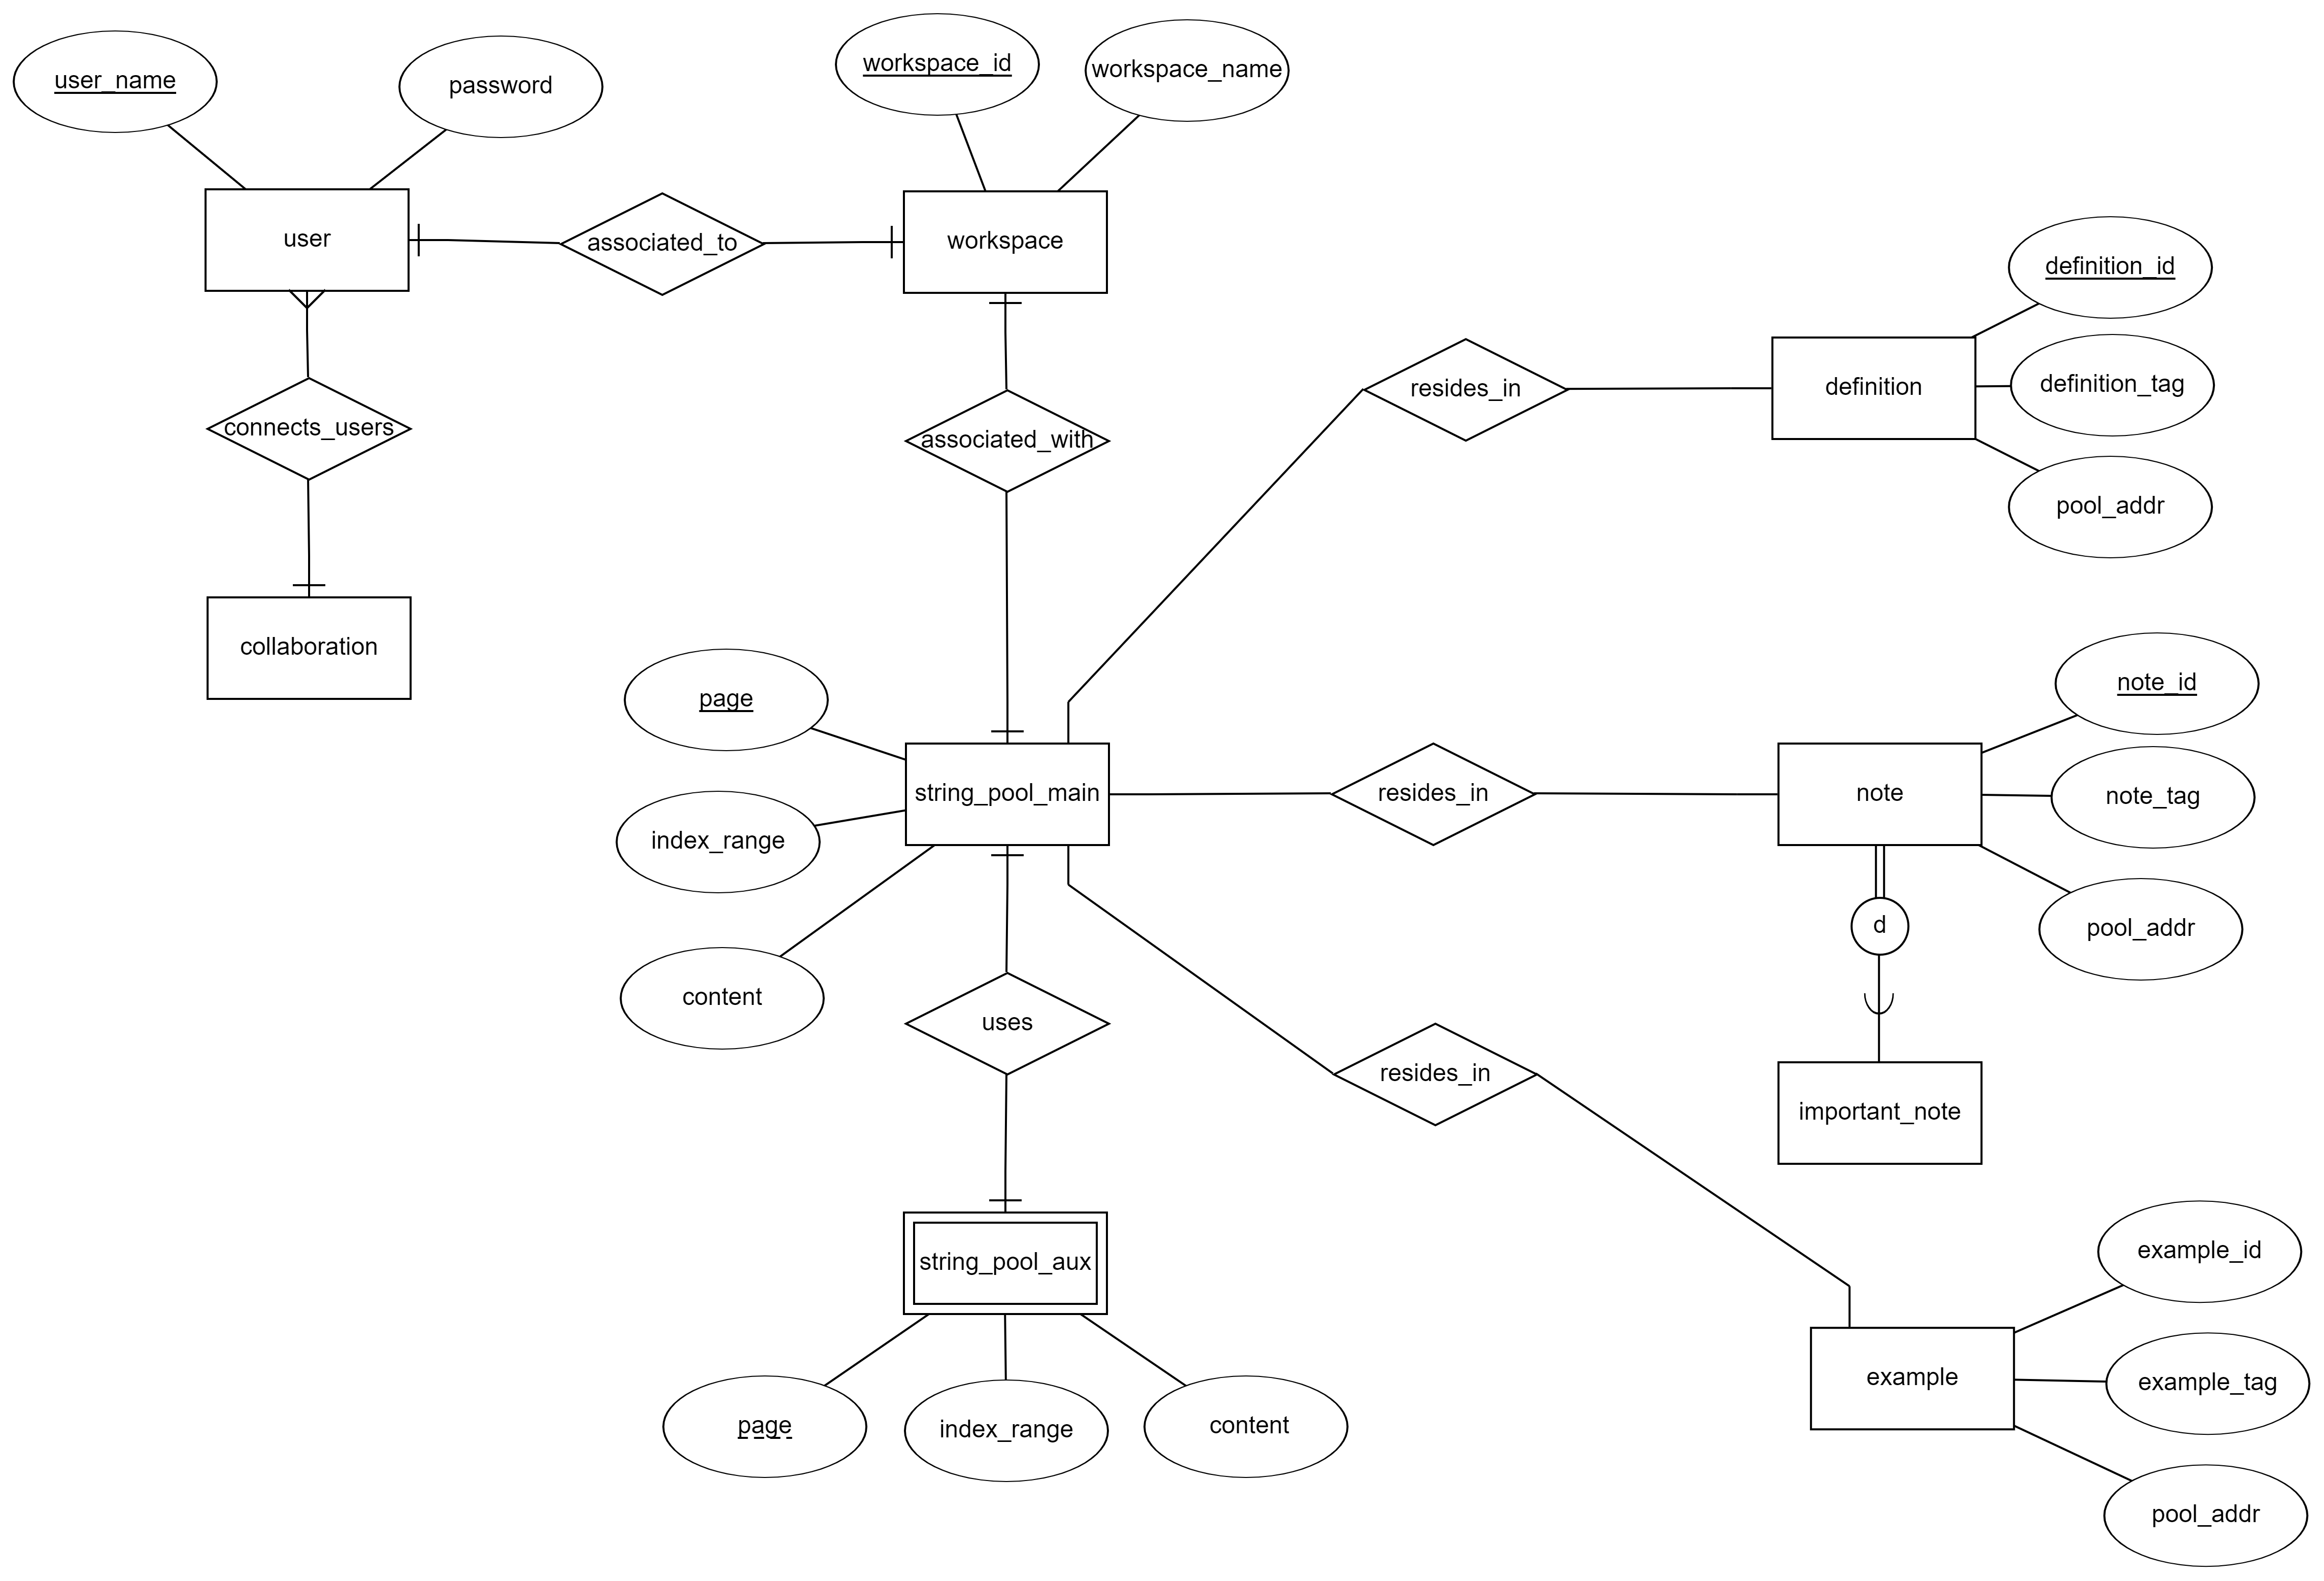 user_name
password
workspace_id
workspace_name
user
associated_to
workspace
definition_id
definition_tag
definition
resides_in
pool_addr
connects_users
associated_with
collaboration
page
note_id
string_pool_main
resides_in
note
note_tag
index_range
pool_addr
d
content
uses
resides_in
important_note
string_pool_aux
example_id
example
example_tag
page
index_range
content
pool_addr